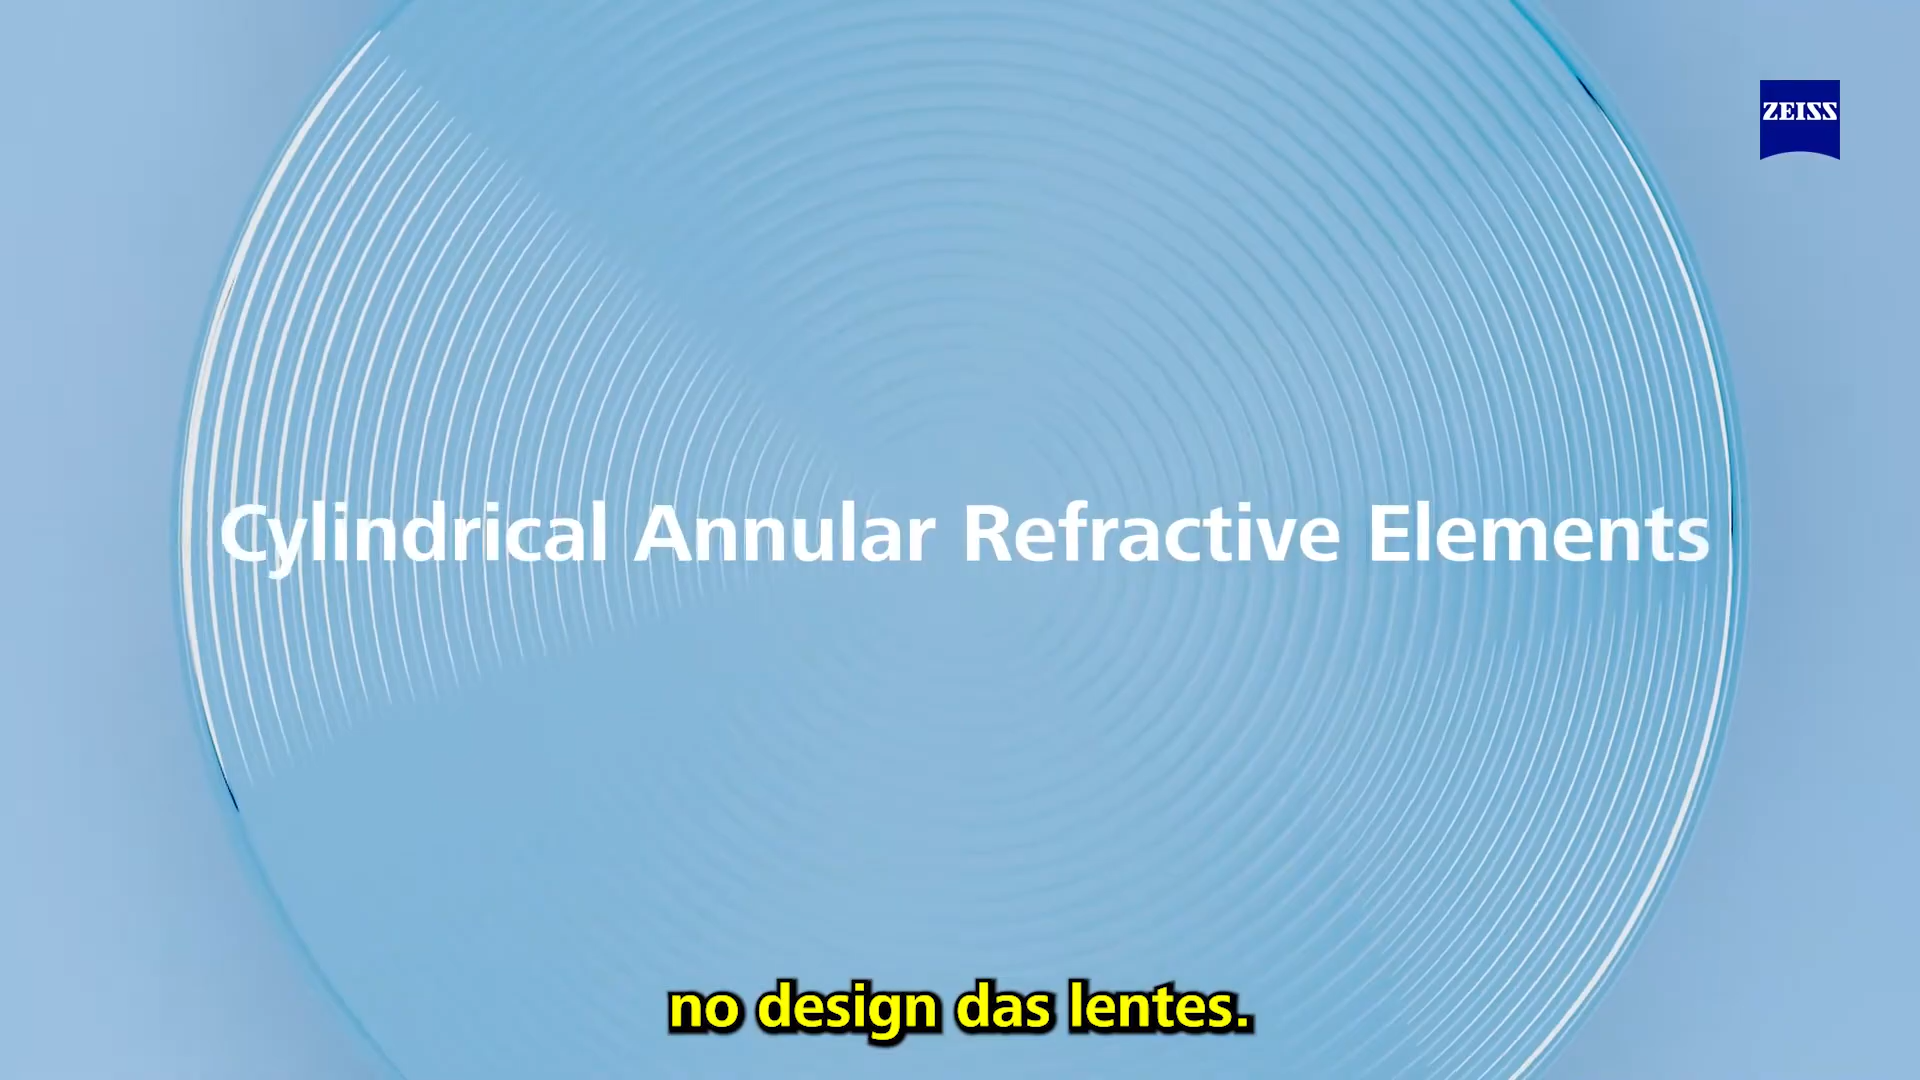 ZEISS
Cylindrical Annular Refractive Elements
no design das lentes.